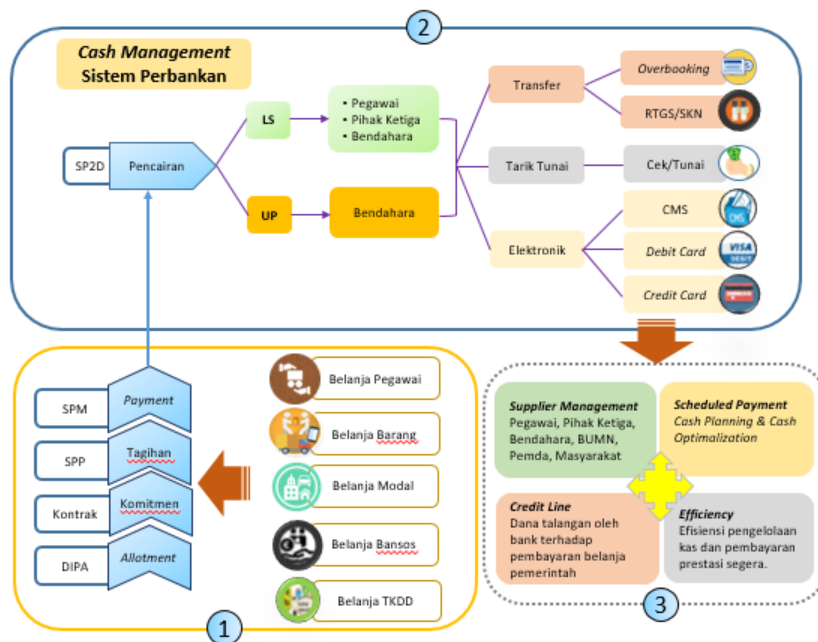 2
Cash Management
Sistem Perbankan
SP2D
Pencairan
LS
• Pegawai
• Pihak Ketiga
• Bendahara
UP
Bendahara
Transfer
Overbooking
RTGS/SKN
Tarik Tunai
Cek/Tunai
Elektronik
CMS
CMS
Debit Card
VISA
DEBIT
Credit Card
SPM
Payment
SPP
Tagihan
Kontrak
Komitmen
DIPA
Allotment
Belanja Pegawai
Belanja Barang
Belanja Modal
Belanja Bansos
Belanja TKDD
1
Supplier Management
Pegawai, Pihak Ketiga,
Bendahara, BUMN,
Pemda, Masyarakat
Scheduled Payment
Cash Planning & Cash
Optimalization
Credit Line
Dana talangan oleh
bank terhadap
pembayaran belanja
pemerintah
Efficiency
Efisiensi pengelolaan
kas dan pembayaran
prestasi segera.
3